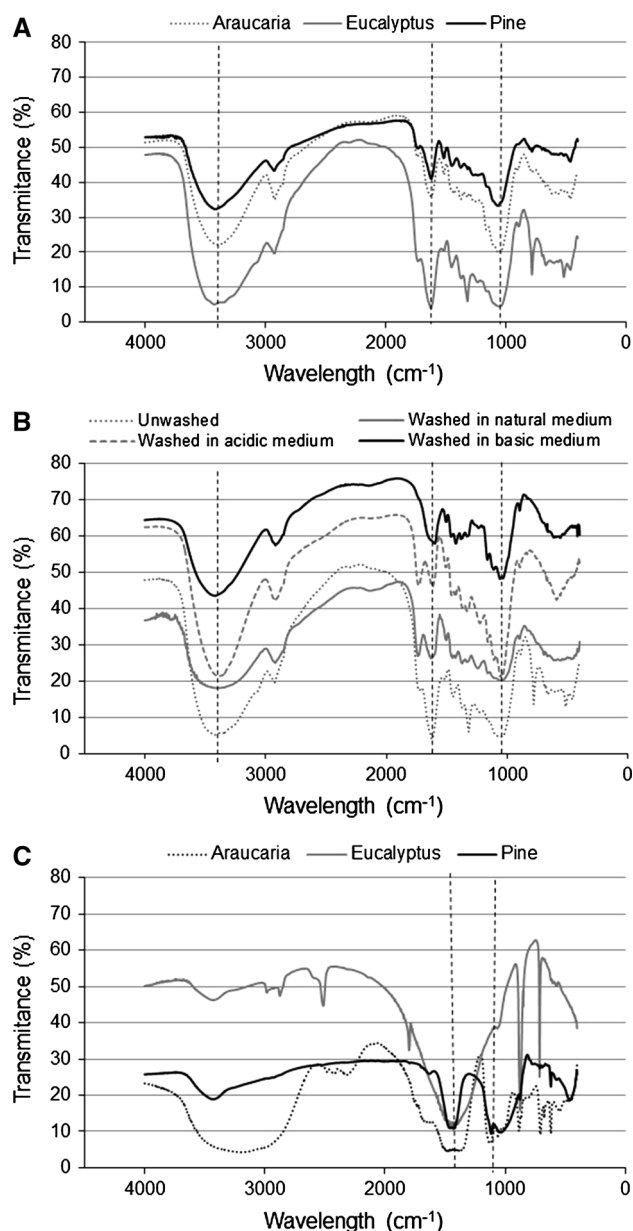 A
Araucaria Eucalyptus Pine
Transmitance (%)
80
70
60
50
40
30
20
10
0
4000 3000 2000 1000 0
Wavelength (cm-1)
B
Unwashed Washed in natural medium
Washed in acidic medium Washed in basic medium
Transmitance (%)
80
70
60
50
40
30
20
10
0
4000 3000 2000 1000 0
Wavelength (cm-1)
C
Araucaria Eucalyptus Pine
Transmitance (%)
80
70
60
50
40
30
20
10
0
4000 3000 2000 1000 0
Wavelength (cm-1)